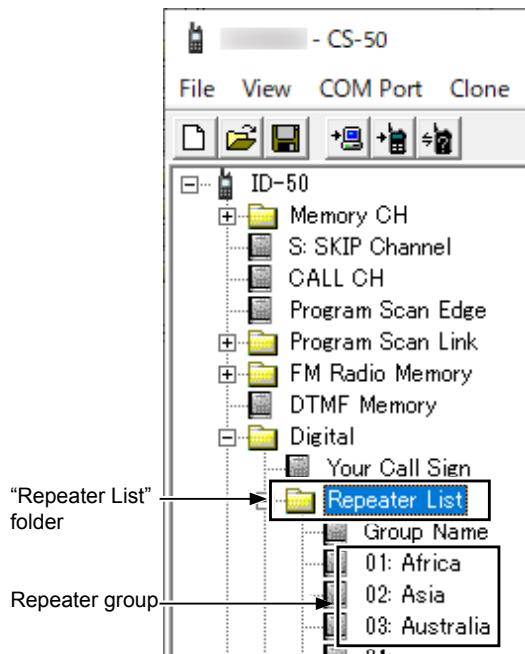 - CS-50
File View COM Port Clone
ID-50
Memory CH
S: SKIP Channel
CALL CH
Program Scan Edge
Program Scan Link
FM Radio Memory
DTMF Memory
Digital
Your Call Sign
"Repeater List" folder
Repeater List
Group Name
Repeater group
01: Africa
02: Asia
03: Australia